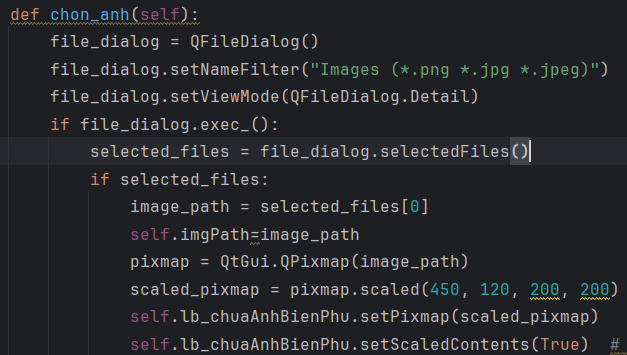 def chon_anh(self):
file_dialog = QFileDialog()
file_dialog.setNameFilter("Images (*.png *.jpg *.jpeg)")
file_dialog.setViewMode(QFileDialog.Detail)
if file_dialog.exec_():
selected_files = file_dialog.selectedFiles()
if selected_files:
image_path = selected_files[0]
self.imgPath=image_path
pixmap = QtGui.QPixmap(image_path)
scaled_pixmap = pixmap.scaled(450, 120, 200, 200)
self.lb_chuaAnhBienPhu.setPixmap(scaled_pixmap)
self.lb_chuaAnhBienPhu.setScaledContents(True)  #